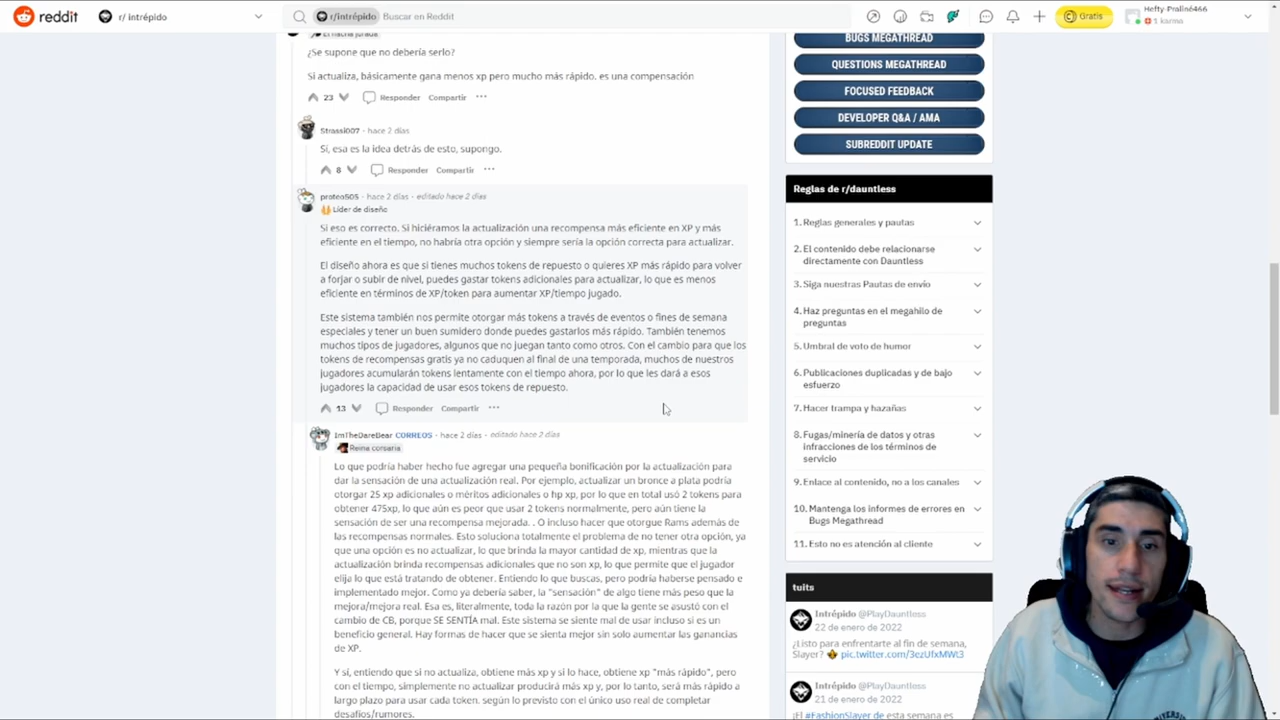 reddit
r/ intrépido
r/intrépido
Buscar en Reddit
Gratis
Hefty-Praline466
1 karma
¿Se supone que no debería serlo?
Si actualiza, básicamente gana menos xp pero mucho más rápido. es una compensación
23 Responder Compartir ···
Strassi007 · hace 2 días
Sí, esa es la idea detrás de esto, supongo.
8 Responder Compartir ···
proteo505 · hace 2 días · editado hace 2 días
Líder de diseño
Si eso es correcto. Si hiciéramos la actualización una recompensa más eficiente en XP y más
eficiente en el tiempo, no habría otra opción y siempre sería la opción correcta para actualizar.
El diseño ahora es que si tienes muchos tokens de repuesto o quieres XP más rápido para volver
a forjar o subir de nivel, puedes gastar tokens adicionales para actualizar, lo que es menos
eficiente en términos de XP/token para aumentar XP/tiempo jugado.
Este sistema también nos permite otorgar más tokens a través de eventos o fines de semana
especiales y tener un buen sumidero donde puedes gastarlos más rápido. También tenemos
muchos tipos de jugadores, algunos que no juegan tanto como otros. Con el cambio para que los
tokens de recompensas gratis ya no caduquen al final de una temporada, muchos de nuestros
jugadores acumularán tokens lentamente con el tiempo ahora, por lo que les dará a esos
jugadores la capacidad de usar esos tokens de repuesto.
13 Responder Compartir ···
ImTheDareBear CORREOS · hace 2 días · editado hace 2 días
Reina corsaria
Lo que podría haber hecho fue agregar una pequeña bonificación por la actualización para
dar la sensación de una actualización real. Por ejemplo, actualizar un bronce a plata podría
otorgar 25 xp adicionales o méritos adicionales o hp xp, por lo que en total usó 2 tokens para
obtener 475xp, lo que aún es peor que usar 2 tokens normalmente, pero aún tiene la
sensación de ser una recompensa mejorada. . O incluso hacer que otorgue Rams además de
las recompensas normales. Esto soluciona totalmente el problema de no tener otra opción, ya
que una opción es no actualizar, lo que brinda la mayor cantidad de xp, mientras que la
actualización brinda recompensas adicionales que no son xp, lo que permite que el jugador
elija lo que está tratando de obtener. Entiendo lo que buscas, pero podría haberse pensado e
implementado mejor. Como ya debería saber, la "sensación" de algo tiene más peso que la
mejora/mejora real. Esa es, literalmente, toda la razón por la que la gente se asustó con el
cambio de CB, porque SE SENTÍA mal. Este sistema se siente mal de usar incluso si es un
beneficio general. Hay formas de hacer que se sienta mejor sin solo aumentar las ganancias
de XP.
Y sí, entiendo que si no actualiza, obtiene más xp y si lo hace, obtiene xp "más rápido", pero
con el tiempo, simplemente no actualizar producirá más xp y, por lo tanto, será más rápido a
largo plazo para usar cada token. según lo previsto con el único uso real de completar
desafíos/rumores.
BUGS MEGATHREAD
QUESTIONS MEGATHREAD
FOCUSED FEEDBACK
DEVELOPER Q&A / AMA
SUBREDDIT UPDATE
Reglas de r/dauntless
1. Reglas generales y pautas
2. El contenido debe relacionarse
directamente con Dauntless
3. Siga nuestras Pautas de envío
4. Haz preguntas en el megahilo de
preguntas
5. Umbral de voto de humor
6. Publicaciones duplicadas y de bajo
esfuerzo
7. Hacer trampa y hazañas
8. Fugas/minería de datos y otras
infracciones de los términos de
servicio
9. Enlace al contenido, no a los canales
10. Mantenga los informes de errores en
Bugs Megathread
11. Esto no es atención al cliente
tuits
Intrépido @PlayDauntless
22 de enero de 2022
¿Listo para enfrentarte al fin de semana,
Slayer? pic.twitter.com/3ezUfxMWt3
Intrépido @PlayDauntless
21 de enero de 2022
¡El #FashionSlayer de esta semana es